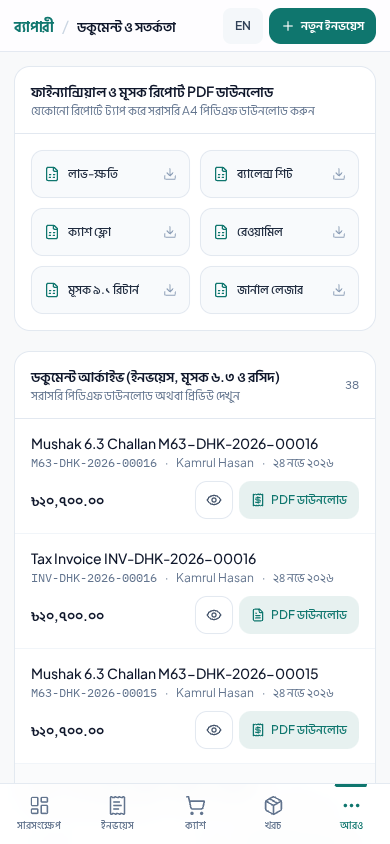 ব্যাপারী / ডকুমেন্ট ও সতর্কতা EN + নতুন ইনভয়েস
ফাইন্যান্সিয়াল ও মূসক রিপোর্ট PDF ডাউনলোড
যেকোনো রিপোর্টে ট্যাপ করে সরাসরি A4 পিডিএফ ডাউনলোড করুন
লাভ-ক্ষতি ব্যালেন্স শিট
ক্যাশ ফ্লো রেওয়ামিল
মূসক ৯.১ রিটার্ন জার্নাল লেজার
ডকুমেন্ট আর্কাইভ (ইনভয়েস, মূসক ৬.৩ ও রসিদ) 38
সরাসরি পিডিএফ ডাউনলোড অথবা প্রিভিউ দেখুন
Mushak 6.3 Challan M63-DHK-2026-00016
M63-DHK-2026-00016 · Kamrul Hasan · ২৪ নভে ২০২৬
৳২০,৭০০.০০ PDF ডাউনলোড
Tax Invoice INV-DHK-2026-00016
INV-DHK-2026-00016 · Kamrul Hasan · ২৪ নভে ২০২৬
৳২০,৭০০.০০ PDF ডাউনলোড
Mushak 6.3 Challan M63-DHK-2026-00015
M63-DHK-2026-00015 · Kamrul Hasan · ২৪ নভে ২০২৬
৳২০,৭০০.০০ PDF ডাউনলোড
সারসংক্ষেপ ইনভয়েস ক্যাশ খরচ আরও